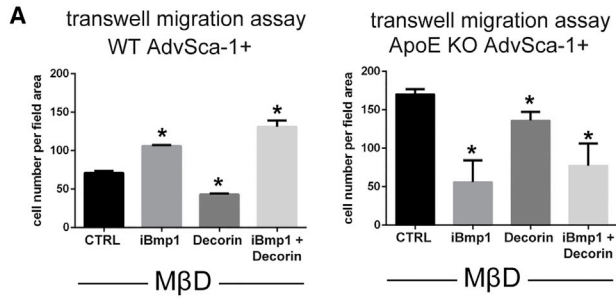 A
transwell migration assay
WT AdvSca-1+
cell number per field area
200
150
100
50
0
*
*
*
CTRL
iBmp1
Decorin
iBmp1 +
Decorin
MβD
transwell migration assay
ApoE KO AdvSca-1+
cell number per field area
200
150
100
50
0
*
*
*
CTRL
iBmp1
Decorin
iBmp1 +
Decorin
MβD